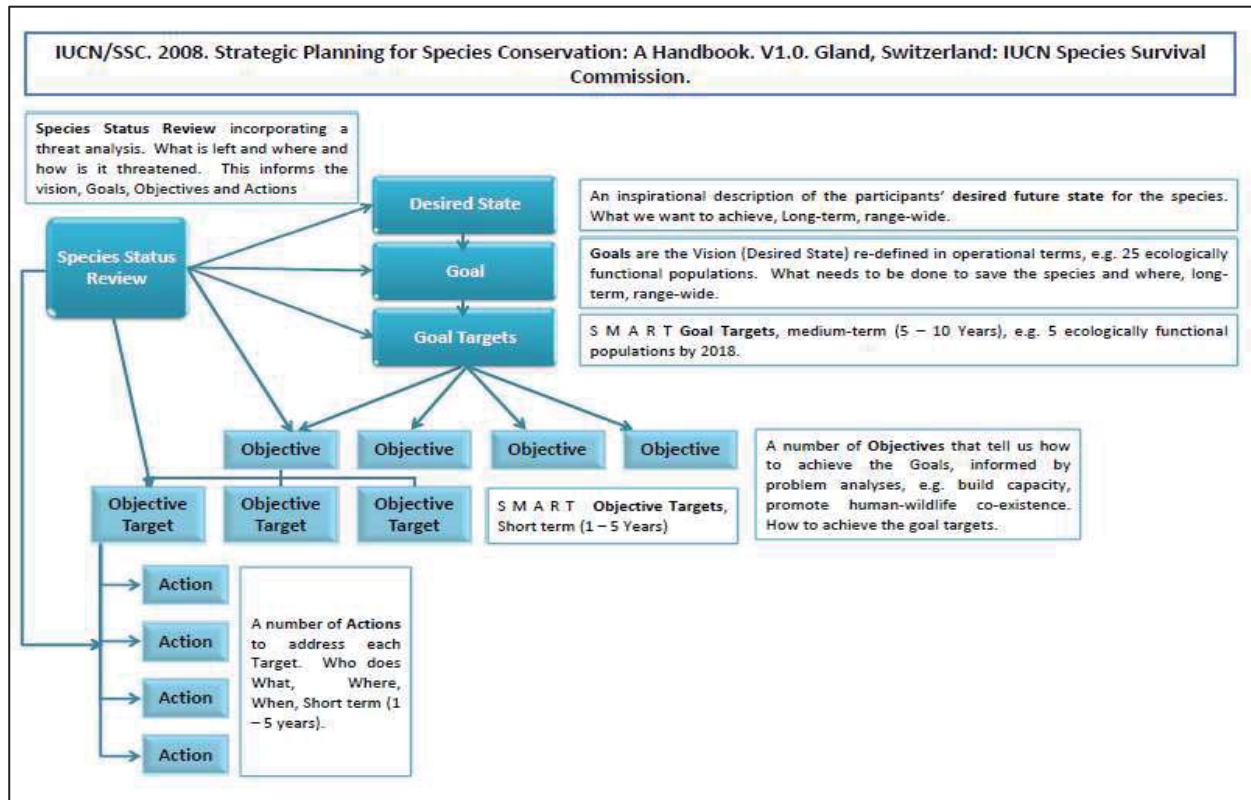 IUCN/SSC. 2008. Strategic Planning for Species Conservation: A Handbook. V1.0. Gland, Switzerland: IUCN Species Survival
Commission.
Species Status Review incorporating a
threat analysis. What is left and where and
how is it threatened. This informs the
vision, Goals, Objectives and Actions
Desired State
An inspirational description of the participants' desired future state for the species.
What we want to achieve, Long-term, range-wide.
Species Status
Review
Goal
Goals are the Vision (Desired State) re-defined in operational terms, e.g. 25 ecologically
functional populations. What needs to be done to save the species and where, long-
term, range-wide.
Goal Targets
S M A R T Goal Targets, medium-term (5 – 10 Years), e.g. 5 ecologically functional
populations by 2018.
Objective
Objective
Objective
Objective
A number of Objectives that tell us how
to achieve the Goals, informed by
problem analyses, e.g. build capacity,
promote human-wildlife co-existence.
How to achieve the goal targets.
Objective
Target
Objective
Target
Objective
Target
S M A R T Objective Targets,
Short term (1 – 5 Years)
Action
Action
Action
Action
A number of Actions
to address each
Target. Who does
What, Where,
When, Short term (1
– 5 years).